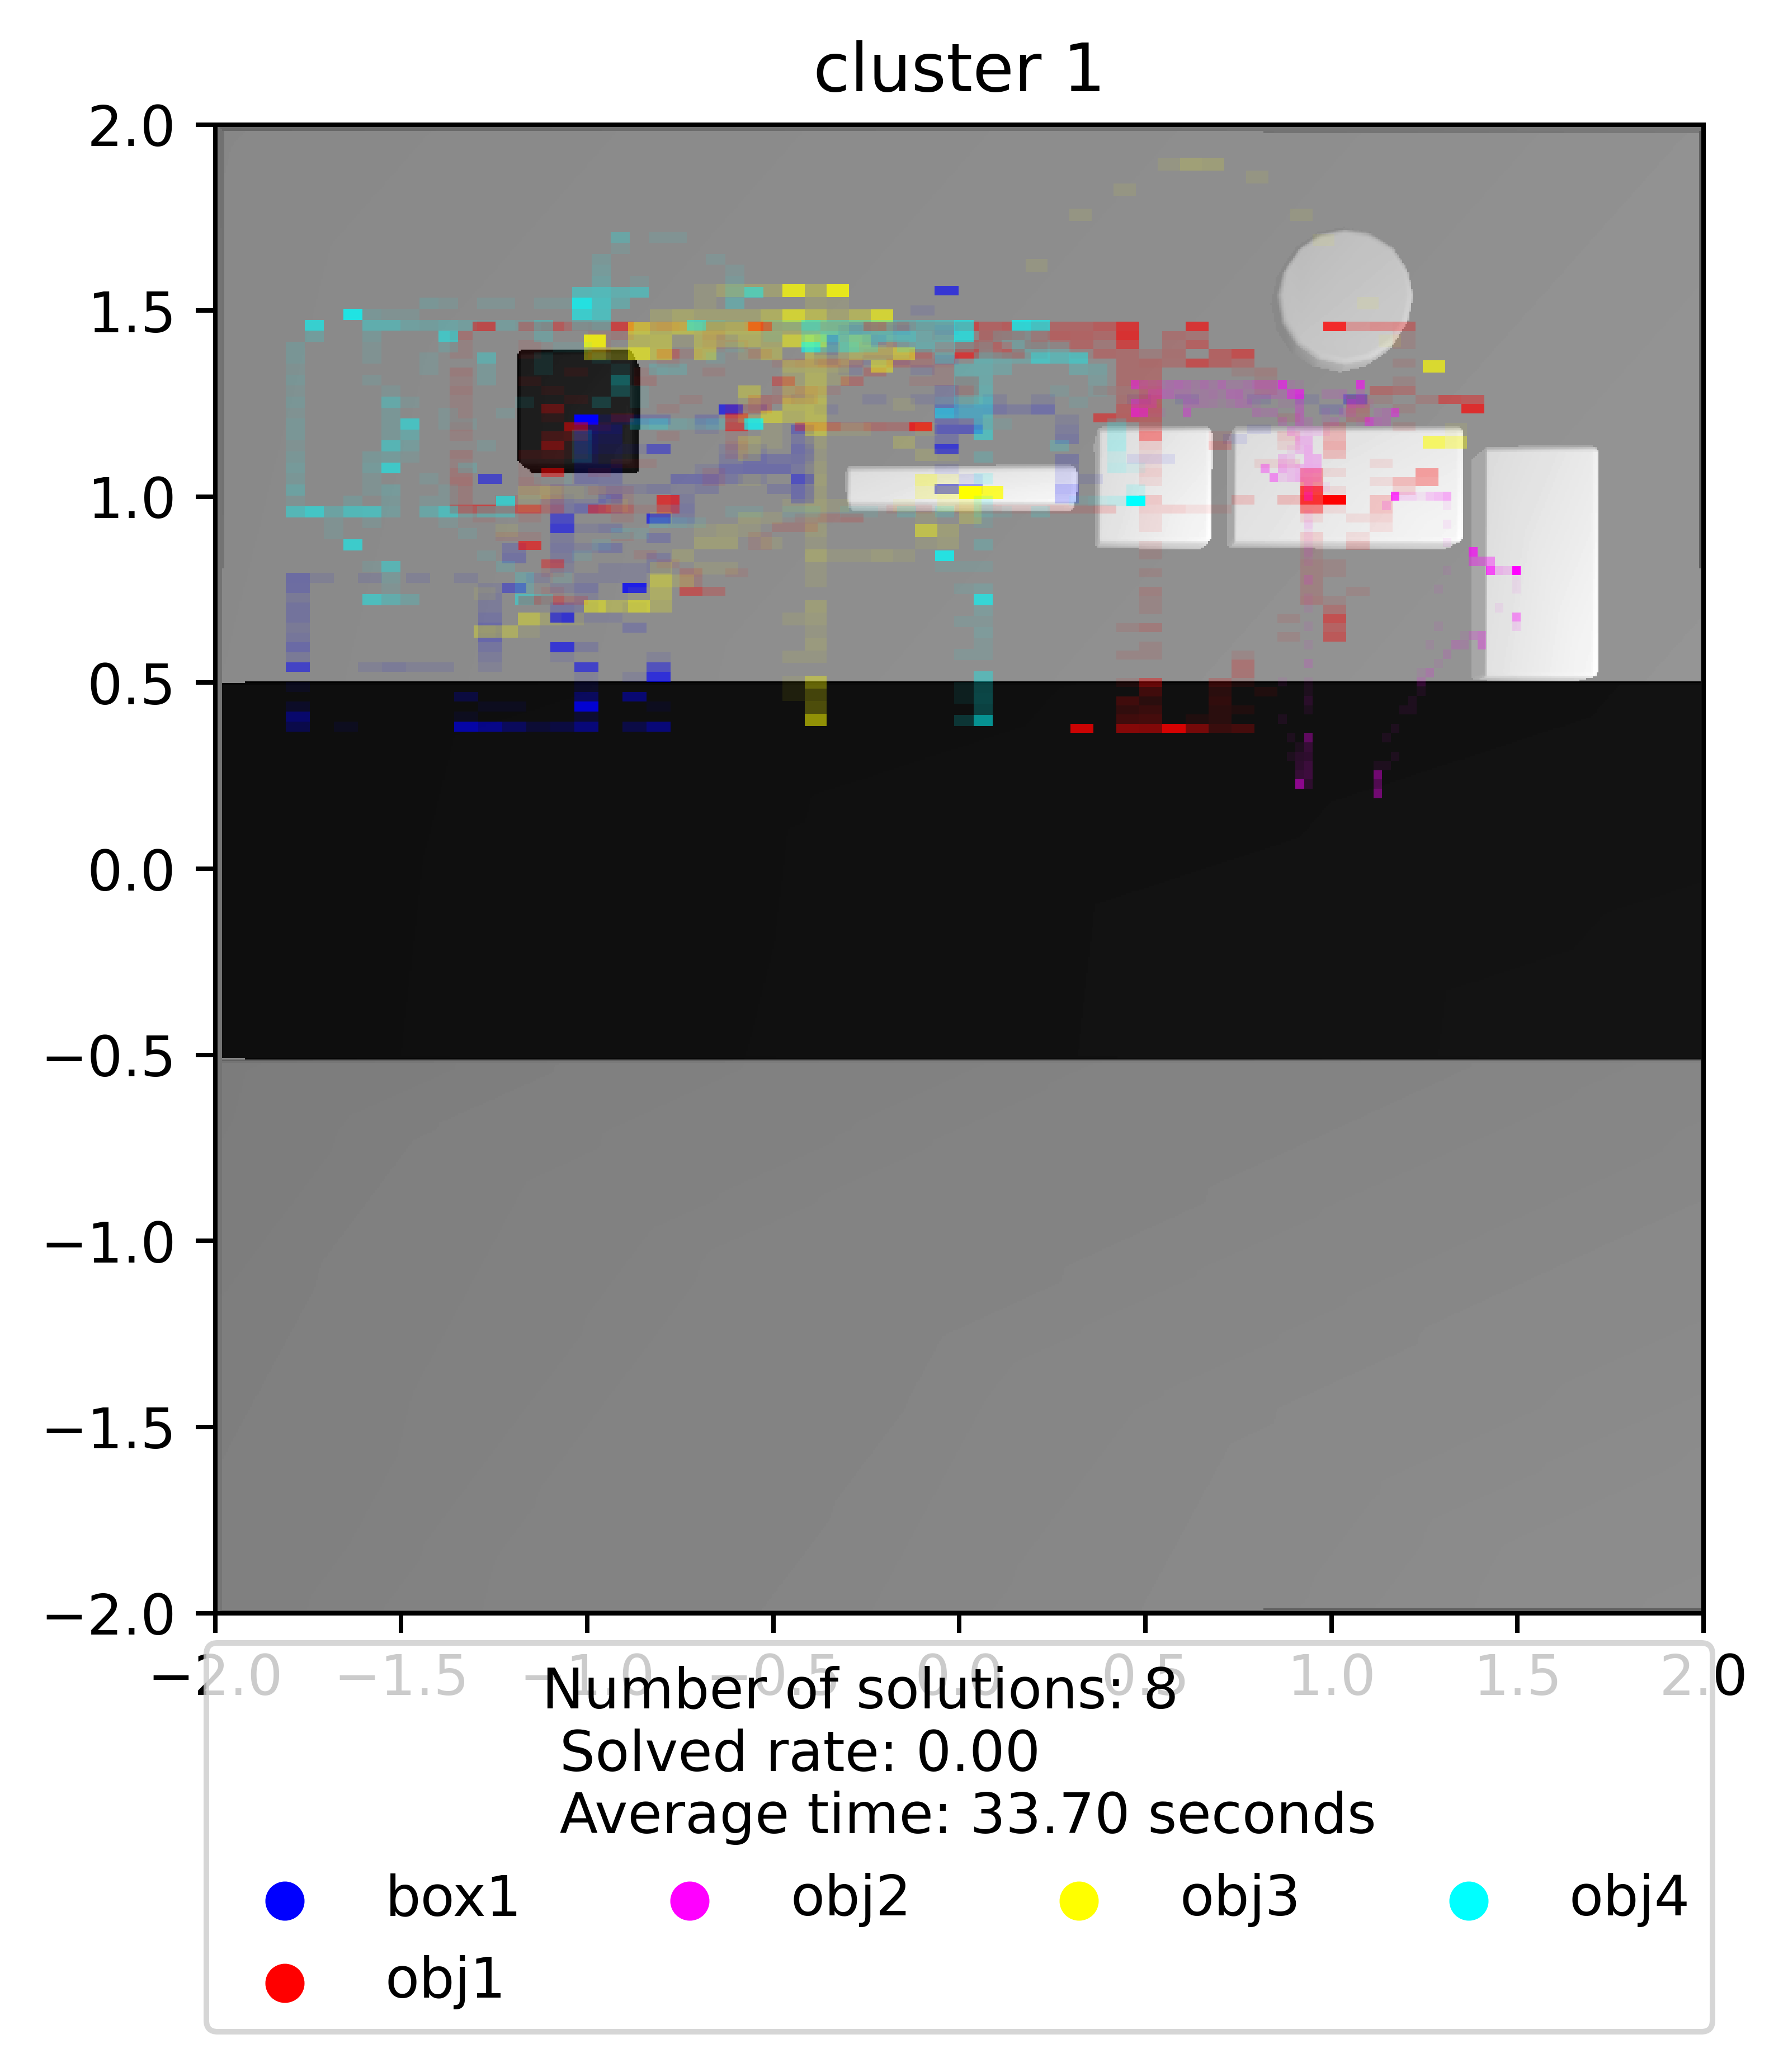 cluster 1
2.0
1.5
1.0
0.5
0.0
−0.5
−1.0
−1.5
−2.0
−2.0 −1.5 −1.0 −0.5 0.0 0.5 1.0 1.5 2.0
Number of solutions: 8
Solved rate: 0.00
Average time: 33.70 seconds
box1 obj2 obj3 obj4
obj1